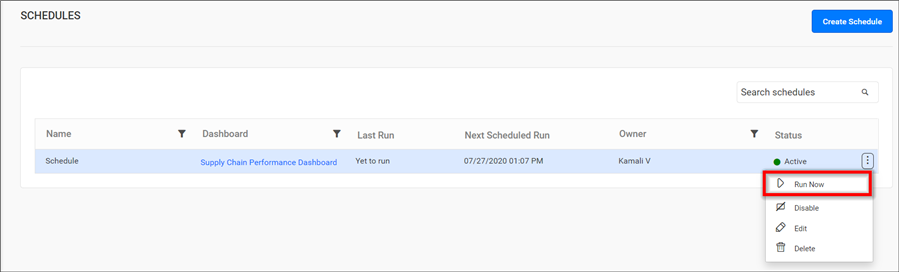 SCHEDULES
Create Schedule
Search schedules
Name Dashboard Last Run Next Scheduled Run Owner Status
Schedule Supply Chain Performance Dashboard Yet to run 07/27/2020 01:07 PM Kamali V Active
Run Now
Disable
Edit
Delete